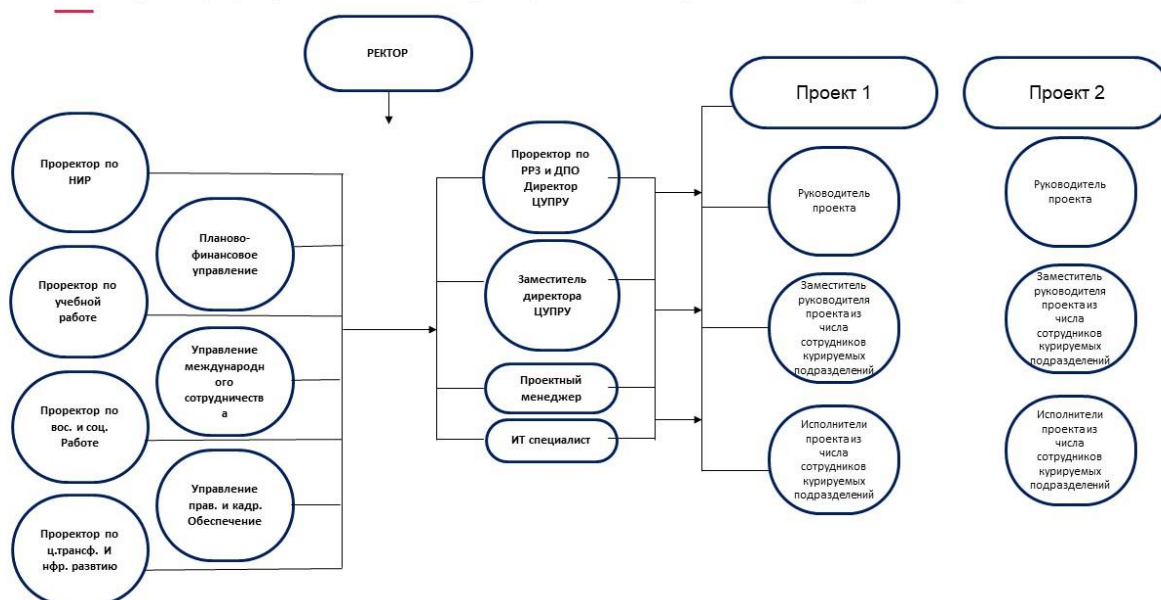 РЕКТОР
Проректор по
НИР
Планово-
финансовое
управление
Проректор по
учебной
работе
Управление
международн
ого
сотрудничеств
а
Проректор по
вос. и соц.
Работе
Управление
прав. и кадр.
Обеспечение
Проректор по
ц.трансф. И
нфр. развтию
Проректор по
РРЗ и ДПО
Директор
ЦУПРУ
Заместитель
директора
ЦУПРУ
Проектный
менеджер
ИТ специалист
Проект 1
Руководитель
проекта
Заместитель
руководителя
проекта из
числа
сотрудников
курируемых
подразделений
Исполнители
проекта из
числа
сотрудников
курируемых
подразделений
Проект 2
Руководитель
проекта
Заместитель
руководителя
проекта из
числа
сотрудников
курируемых
подразделений
Исполнители
проекта из
числа
сотрудников
курируемых
подразделений